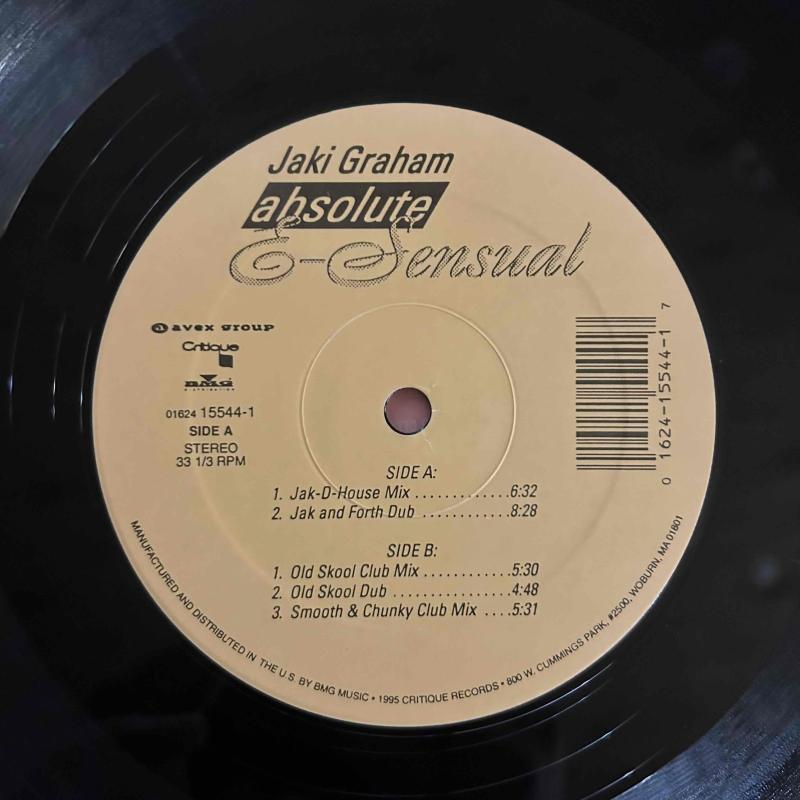 Jaki Graham
absolute
E-Sensual
avex group
Critique
BMG
DISTRIBUTION
01624 15544-1
SIDE A
STEREO
33 1/3 RPM
0 1624-15544-1 7
SIDE A:
1. Jak-D-House Mix .............6:32
2. Jak and Forth Dub ............8:28
SIDE B:
1. Old Skool Club Mix ............5:30
2. Old Skool Dub .................4:48
3. Smooth & Chunky Club Mix ....5:31
MANUFACTURED AND DISTRIBUTED IN THE U.S. BY BMG MUSIC • 1995 CRITIQUE RECORDS • 800 W. CUMMINGS PARK, #2500, WOBURN, MA 01801